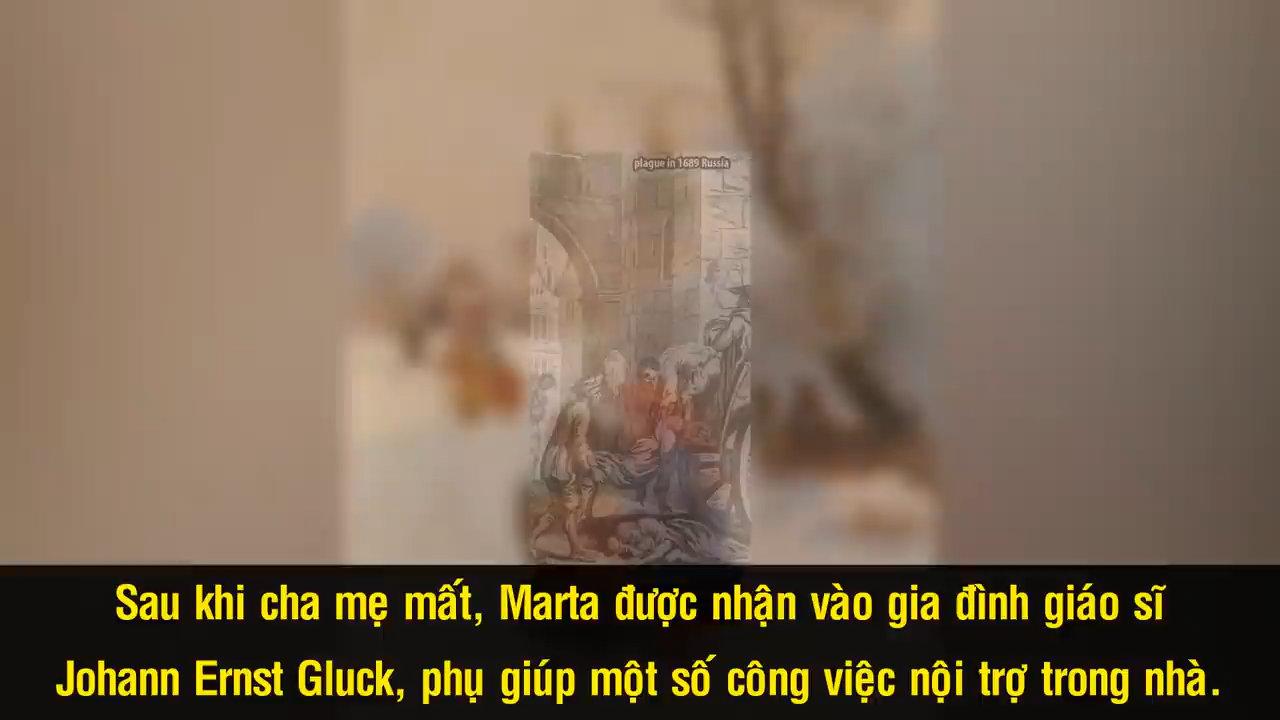 plague in 1689 Russia
Sau khi cha mẹ mất, Marta được nhận vào gia đình giáo sĩ
Johann Ernst Gluck, phụ giúp một số công việc nội trợ trong nhà.